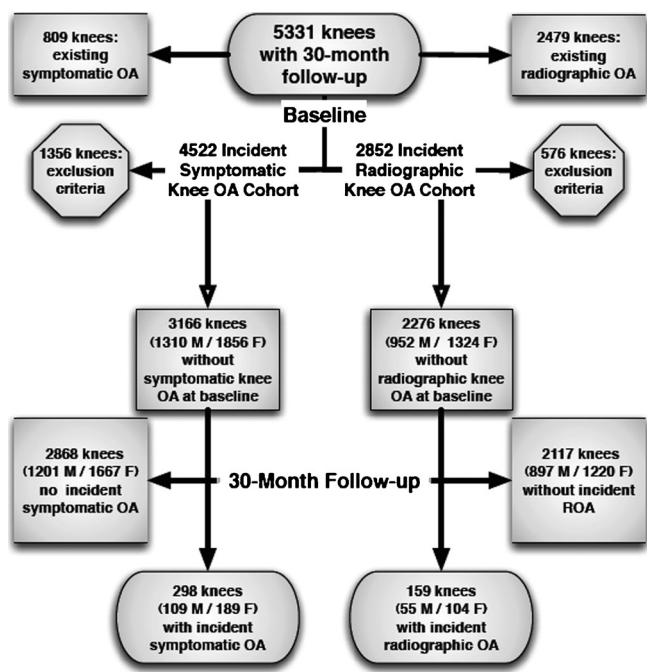 809 knees:
existing
symptomatic OA
5331 knees
with 30-month
follow-up
2479 knees:
existing
radiographic OA
Baseline
1356 knees:
exclusion
criteria
4522 Incident
Symptomatic
Knee OA Cohort
2852 Incident
Radiographic
Knee OA Cohort
576 knees:
exclusion
criteria
3166 knees
(1310 M / 1856 F)
without
symptomatic knee
OA at baseline
2276 knees
(952 M / 1324 F)
without
radiographic knee
OA at baseline
2868 knees
(1201 M / 1667 F)
no incident
symptomatic OA
30-Month Follow-up
2117 knees
(897 M / 1220 F)
without incident
ROA
298 knees
(109 M / 189 F)
with incident
symptomatic OA
159 knees
(55 M / 104 F)
with incident
radiographic OA